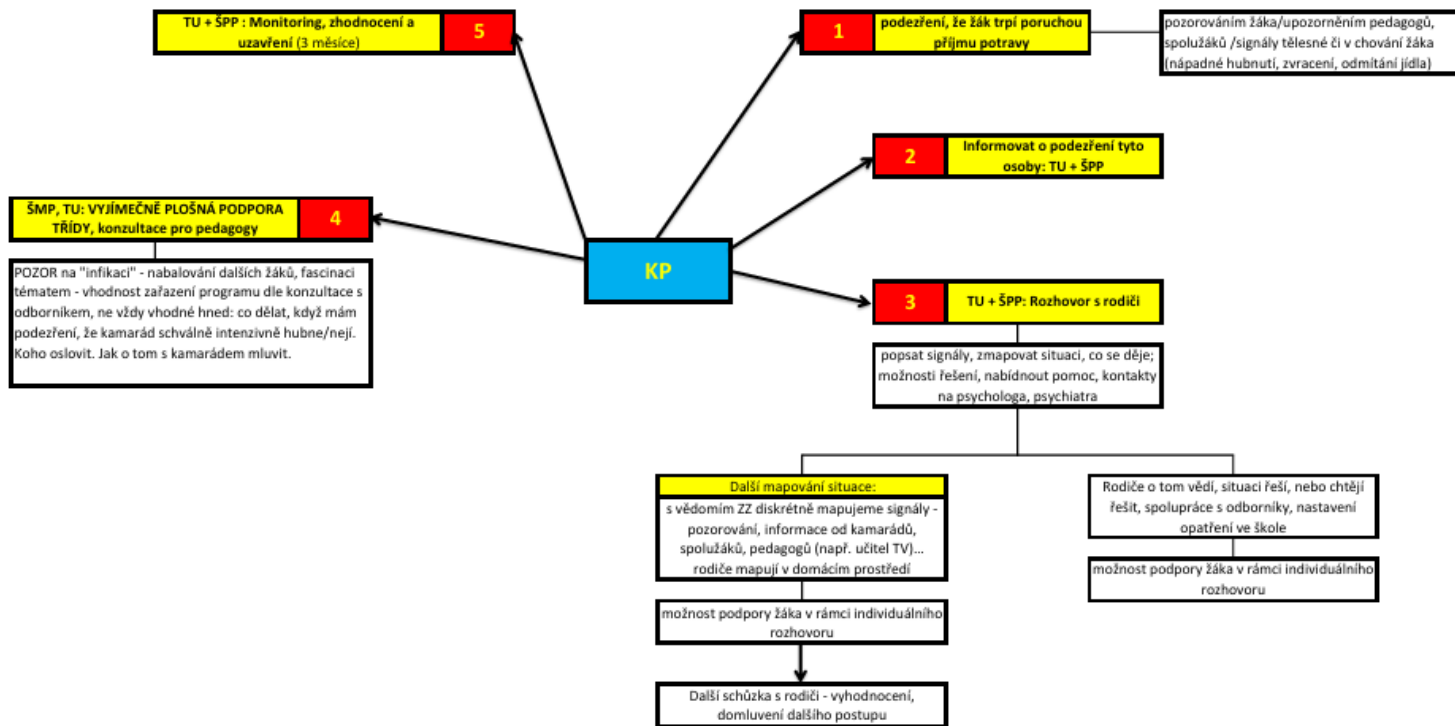 TU + ŠPP : Monitoring, zhodnocení a
uzavření (3 měsíce)
5
1
podezření, že žák trpí poruchou
příjmu potravy
pozorováním žáka/upozorněním pedagogů,
spolužáků /signály tělesné či v chování žáka
(nápadné hubnutí, zvracení, odmítání jídla)
2
Informovat o podezření tyto
osoby: TU + ŠPP
ŠMP, TU: VYJÍMEČNĚ PLOŠNÁ PODPORA
TŘÍDY, konzultace pro pedagogy
4
POZOR na "infikaci" - nabalování dalších žáků, fascinaci
tématem - vhodnost zařazení programu dle konzultace s
odborníkem, ne vždy vhodné hned: co dělat, když mám
podezření, že kamarád schválně intenzivně hubne/nejí.
Koho oslovit. Jak o tom s kamarádem mluvit.
KP
3
TU + ŠPP: Rozhovor s rodiči
popsat signály, zmapovat situaci, co se děje;
možnosti řešení, nabídnout pomoc, kontakty
na psychologa, psychiatra
Další mapování situace:
s vědomím ZZ diskrétně mapujeme signály -
pozorování, informace od kamarádů,
spolužáků, pedagogů (např. učitel TV)...
rodiče mapují v domácím prostředí
možnost podpory žáka v rámci individuálního
rozhovoru
Další schůzka s rodiči - vyhodnocení,
domluvení dalšího postupu
Rodiče o tom vědí, situaci řeší, nebo chtějí
řešit, spolupráce s odborníky, nastavení
opatření ve škole
možnost podpory žáka v rámci individuálního
rozhovoru